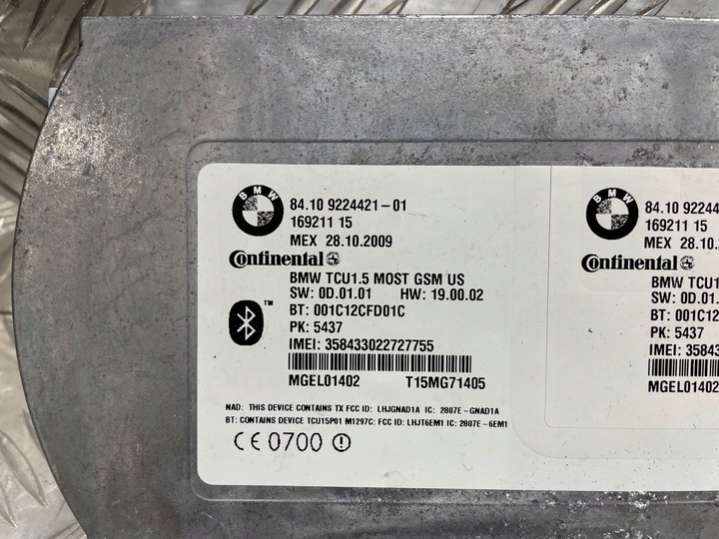 BMW
84.10 9224421-01
169211 15
MEX 28.10.2009
Continental
BMW TCU1.5 MOST GSM US
SW: 0D.01.01 HW: 19.00.02
BT: 001C12CFD01C
PK: 5437
IMEI: 358433022727755
MGEL01402 T15MG71405
NAD: THIS DEVICE CONTAINS TX FCC ID: LHJGNAD1A IC: 2807E-GNAD1A
BT: CONTAINS DEVICE TCU15P01 M1297C: FCC ID: LHJT6EM1 IC: 2807E-6EM1
CE0700
TM
BMW
84.10 9224
169211 15
MEX 28.10.
Continental
BMW TCU1
SW: 0D.01.
BT: 001C12
PK: 5437
IMEI: 35843
MGEL01402